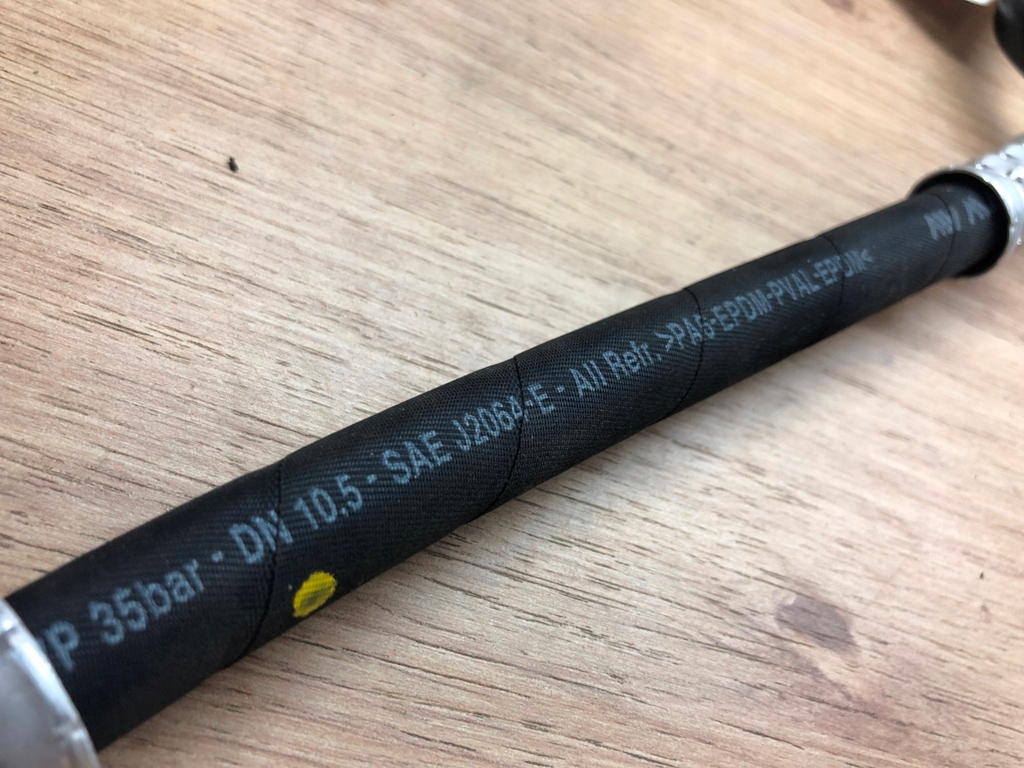 P 35bar - DN 10,5 - SAE J2064-E - All Refr. >PA6-EPDM-PVAL-EPDM<